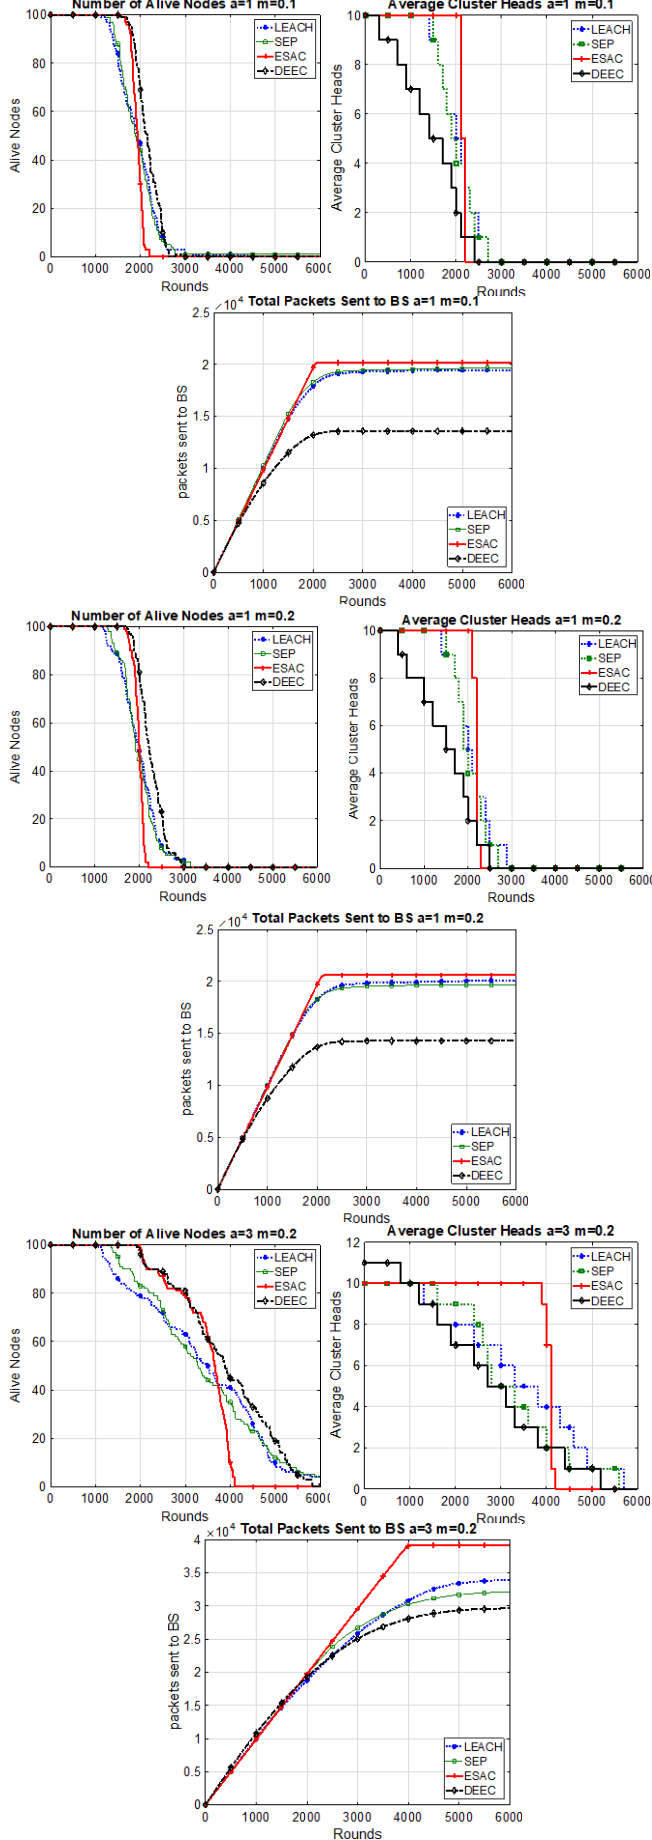 Number of Alive Nodes a=1 m=0.1
Alive Nodes
100
80
60
40
20
0
0 1000 2000 3000 4000 5000 6000
Rounds
LEACH
SEP
ESAC
DEEC
Average Cluster Heads a=1 m=0.1
Average Cluster Heads
10
8
6
4
2
0
0 1000 2000 3000 4000 5000 6000
Rounds
LEACH
SEP
ESAC
DEEC
×10⁴ Total Packets Sent to BS a=1 m=0.1
packets sent to BS
2.5
2
1.5
1
0.5
0
0 1000 2000 3000 4000 5000 6000
Rounds
LEACH
SEP
ESAC
DEEC
Number of Alive Nodes a=1 m=0.2
Alive Nodes
100
80
60
40
20
0
0 1000 2000 3000 4000 5000 6000
Rounds
LEACH
SEP
ESAC
DEEC
Average Cluster Heads a=1 m=0.2
Average Cluster Heads
10
8
6
4
2
0
0 1000 2000 3000 4000 5000 6000
Rounds
LEACH
SEP
ESAC
DEEC
×10⁴ Total Packets Sent to BS a=1 m=0.2
packets sent to BS
2.5
2
1.5
1
0.5
0
0 1000 2000 3000 4000 5000 6000
Rounds
LEACH
SEP
ESAC
DEEC
Number of Alive Nodes a=3 m=0.2
Alive Nodes
100
80
60
40
20
0
0 1000 2000 3000 4000 5000 6000
Rounds
LEACH
SEP
ESAC
DEEC
Average Cluster Heads a=3 m=0.2
Average Cluster Heads
12
10
8
6
4
2
0
0 1000 2000 3000 4000 5000 6000
Rounds
LEACH
SEP
ESAC
DEEC
×10⁴ Total Packets Sent to BS a=3 m=0.2
packets sent to BS
4
3.5
3
2.5
2
1.5
1
0.5
0
0 1000 2000 3000 4000 5000 6000
Rounds
LEACH
SEP
ESAC
DEEC